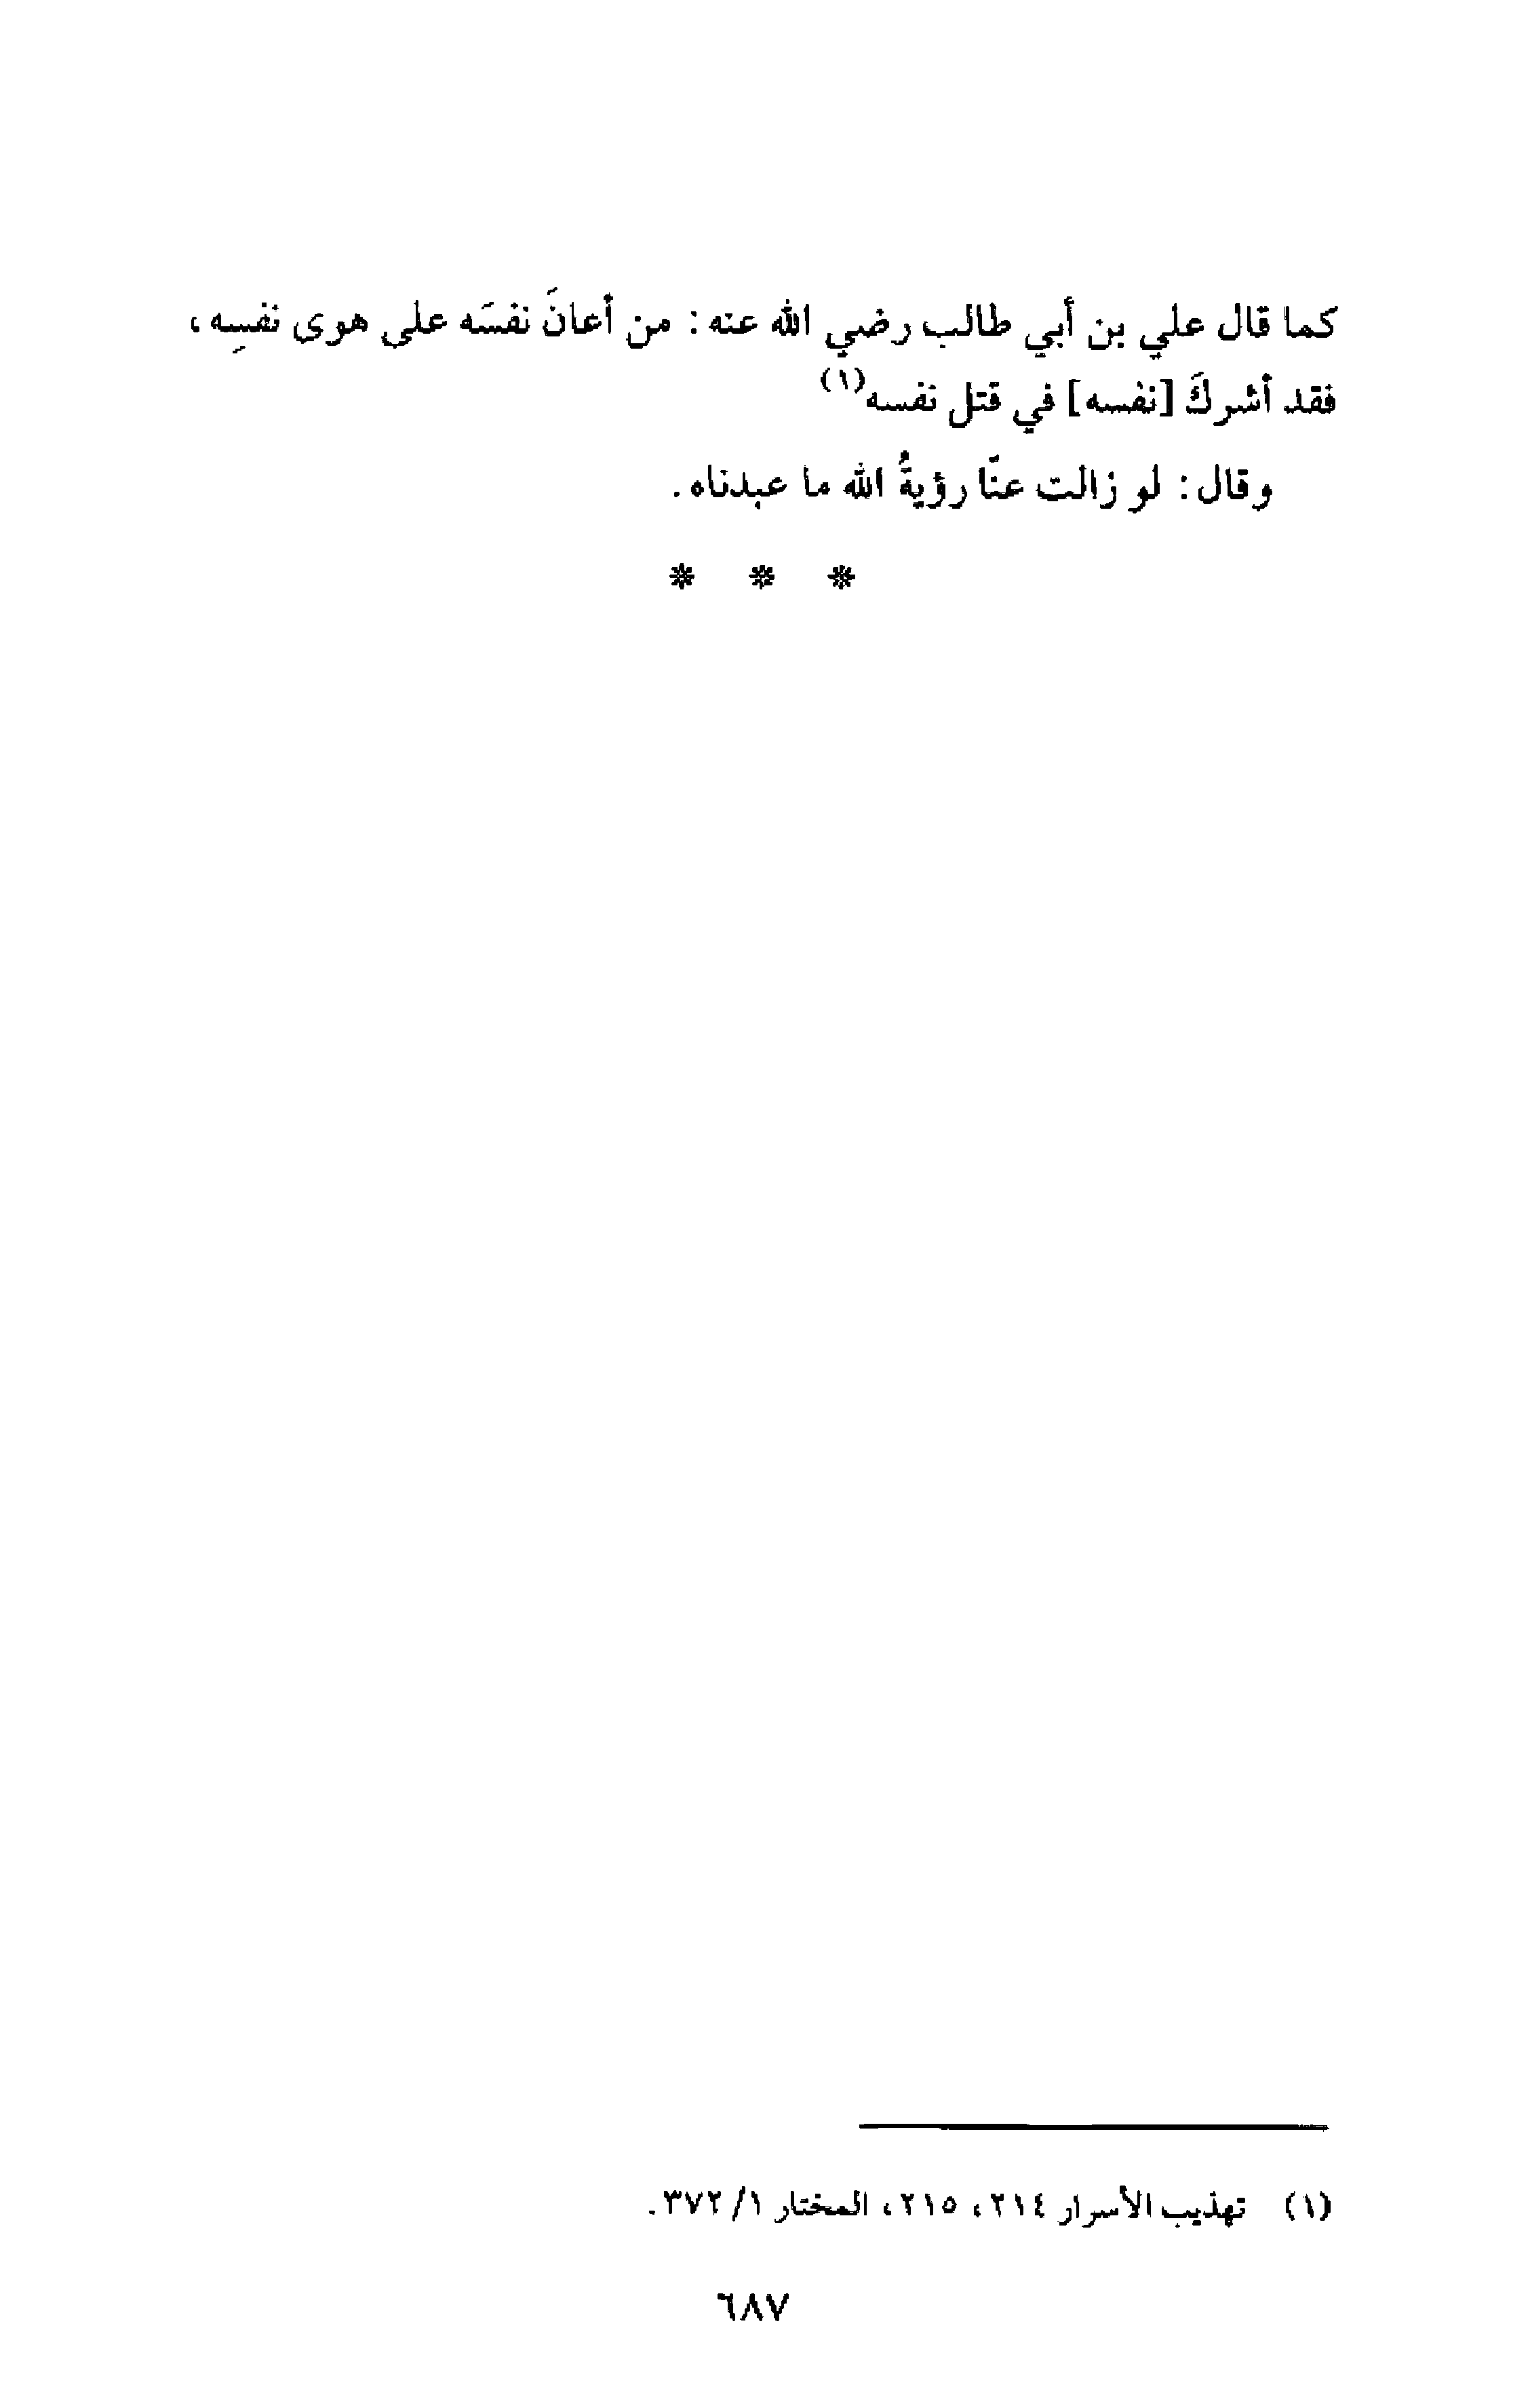 كما قال علي بن أبي طالب رضي الله عنه : من أعانَ نفسَه على هوى نفسِه ،
فقد أشركَ [نفسه] في قتل نفسه(١)
وقال : لو زالت عنّا رؤيةُ الله ما عبدناه .
* * *
(١) تهذيب الأسرار ٢١٤ ، ٢١٥ ، المختار ١/ ٣٧٢ .
٦٨٧